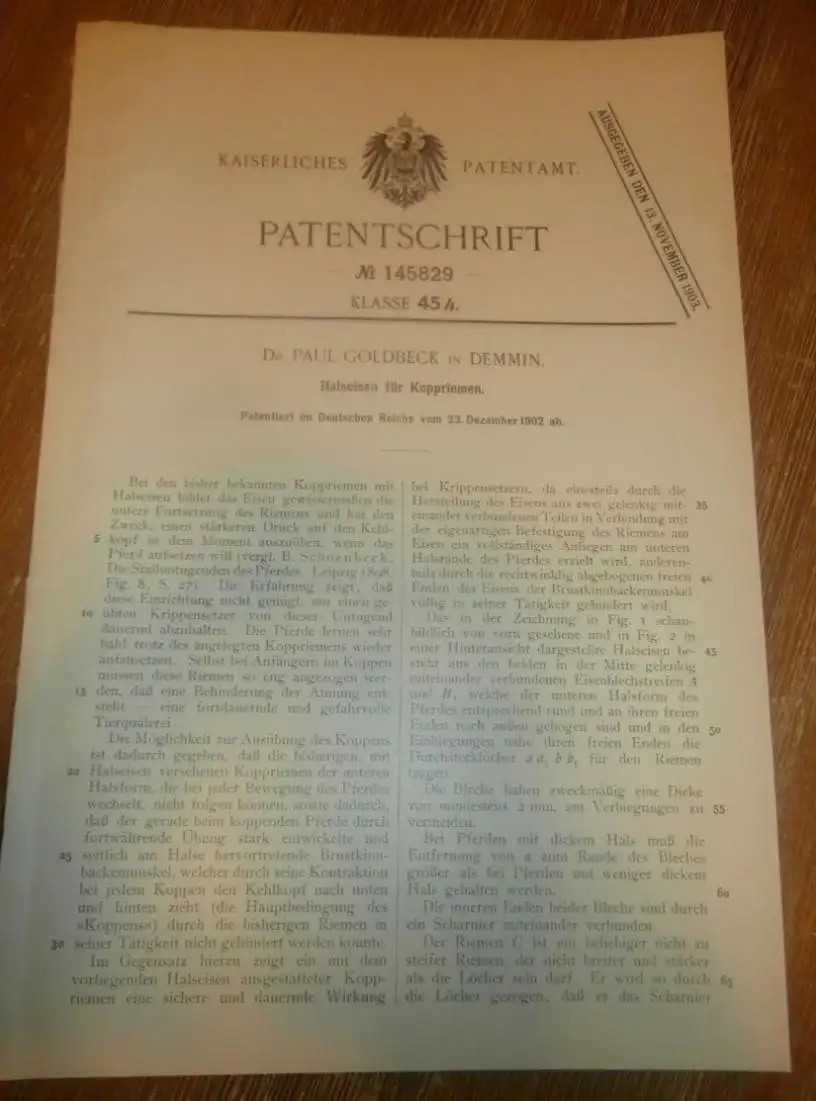 KAISERLICHES PATENTAMT.
AUSGEGEBEN DEN 13. NOVEMBER 1903.
PATENTSCHRIFT
— № 145829 —
KLASSE 45 h.
DR. PAUL GOLDBECK IN DEMMIN.
Halseisen für Koppriemen.
Patentiert im Deutschen Reiche vom 23. Dezember 1902 ab.
Bei den bisher bekannten Koppriemen mit
Halseisen bildet das Eisen gewissermaßen die
untere Fortsetzung des Riemens und hat den
Zweck, einen stärkeren Druck auf den Kehl-
5 kopf in dem Moment auszuüben, wenn das
Pferd aufsetzen will (vergl. B. Schoenbeck,
Die Stalluntugenden des Pferdes. Leipzig 1898.
Fig. 8, S. 27). Die Erfahrung zeigt, daß
diese Einrichtung nicht genügt, um einen ge-
10 übten Krippensetzer von dieser Untugend
dauernd abzuhalten. Die Pferde lernen sehr
bald trotz des angelegten Koppriemens wieder
aufzusetzen. Selbst bei Anfängern im Koppen
müssen diese Riemen so eng angezogen wer-
15 den, daß eine Behinderung der Atmung ent-
steht — eine fortdauernde und gefahrvolle
Tierquälerei.
Die Möglichkeit zur Ausübung des Koppens
ist dadurch gegeben, daß die bisherigen, mit
20 Halseisen versehenen Koppriemen der unteren
Halsform, die bei jeder Bewegung des Pferdes
wechselt, nicht folgen können, sowie dadurch,
daß der gerade beim koppenden Pferde durch
fortwährende Übung stark entwickelte und
25 seitlich am Halse hervortretende Brustkinn-
backenmuskel, welcher durch seine Kontraktion
bei jedem Koppen den Kehlkopf nach unten
und hinten zieht (die Hauptbedingung des
»Koppens«) durch die bisherigen Riemen in
30 seiner Tätigkeit nicht gehindert werden konnte.
Im Gegensatz hierzu zeigt ein mit dem
vorliegenden Halseisen ausgestatteter Kopp-
riemen eine sichere und dauernde Wirkung
bei Krippensetzern, da einesteils durch die
Herstellung des Eisens aus zwei gelenkig mit- 35
einander verbundenen Teilen in Verbindung mit
der eigenartigen Befestigung des Riemens am
Eisen ein vollständiges Anliegen am unteren
Halsrande des Pferdes erzielt wird, anderen-
teils durch die rechtwinklig abgebogenen freien 40
Enden des Eisens der Brustkinnbackenmuskel
völlig in seiner Tätigkeit gehindert wird.
Das in der Zeichnung in Fig. 1 schau-
bildlich von vorn gesehene und in Fig. 2 in
einer Hinteransicht dargestellte Halseisen be- 45
steht aus den beiden in der Mitte gelenkig
miteinander verbundenen Eisenblechstreifen A
und B, welche der unteren Halsform des
Pferdes entsprechend rund und an ihren freien
Enden nach außen gebogen sind und in den 50
Einbiegungen nahe ihren freien Enden die
Durchstecklöcher a a₁ b b₁ für den Riemen
tragen.
Die Bleche haben zweckmäßig eine Dicke
von mindestens 2 mm, um Verbiegungen zu 55
vermeiden.
Bei Pferden mit dickem Hals muß die
Entfernung von a zum Rande des Bleches
größer als bei Pferden mit weniger dickem
Hals gehalten werden. 60
Die inneren Enden beider Bleche sind durch
ein Scharnier miteinander verbunden.
Der Riemen C ist ein beliebiger nicht zu
steifer Riemen, der nicht breiter und stärker
als die Löcher sein darf. Er wird so durch 65
die Löcher gezogen, daß er das Scharnier